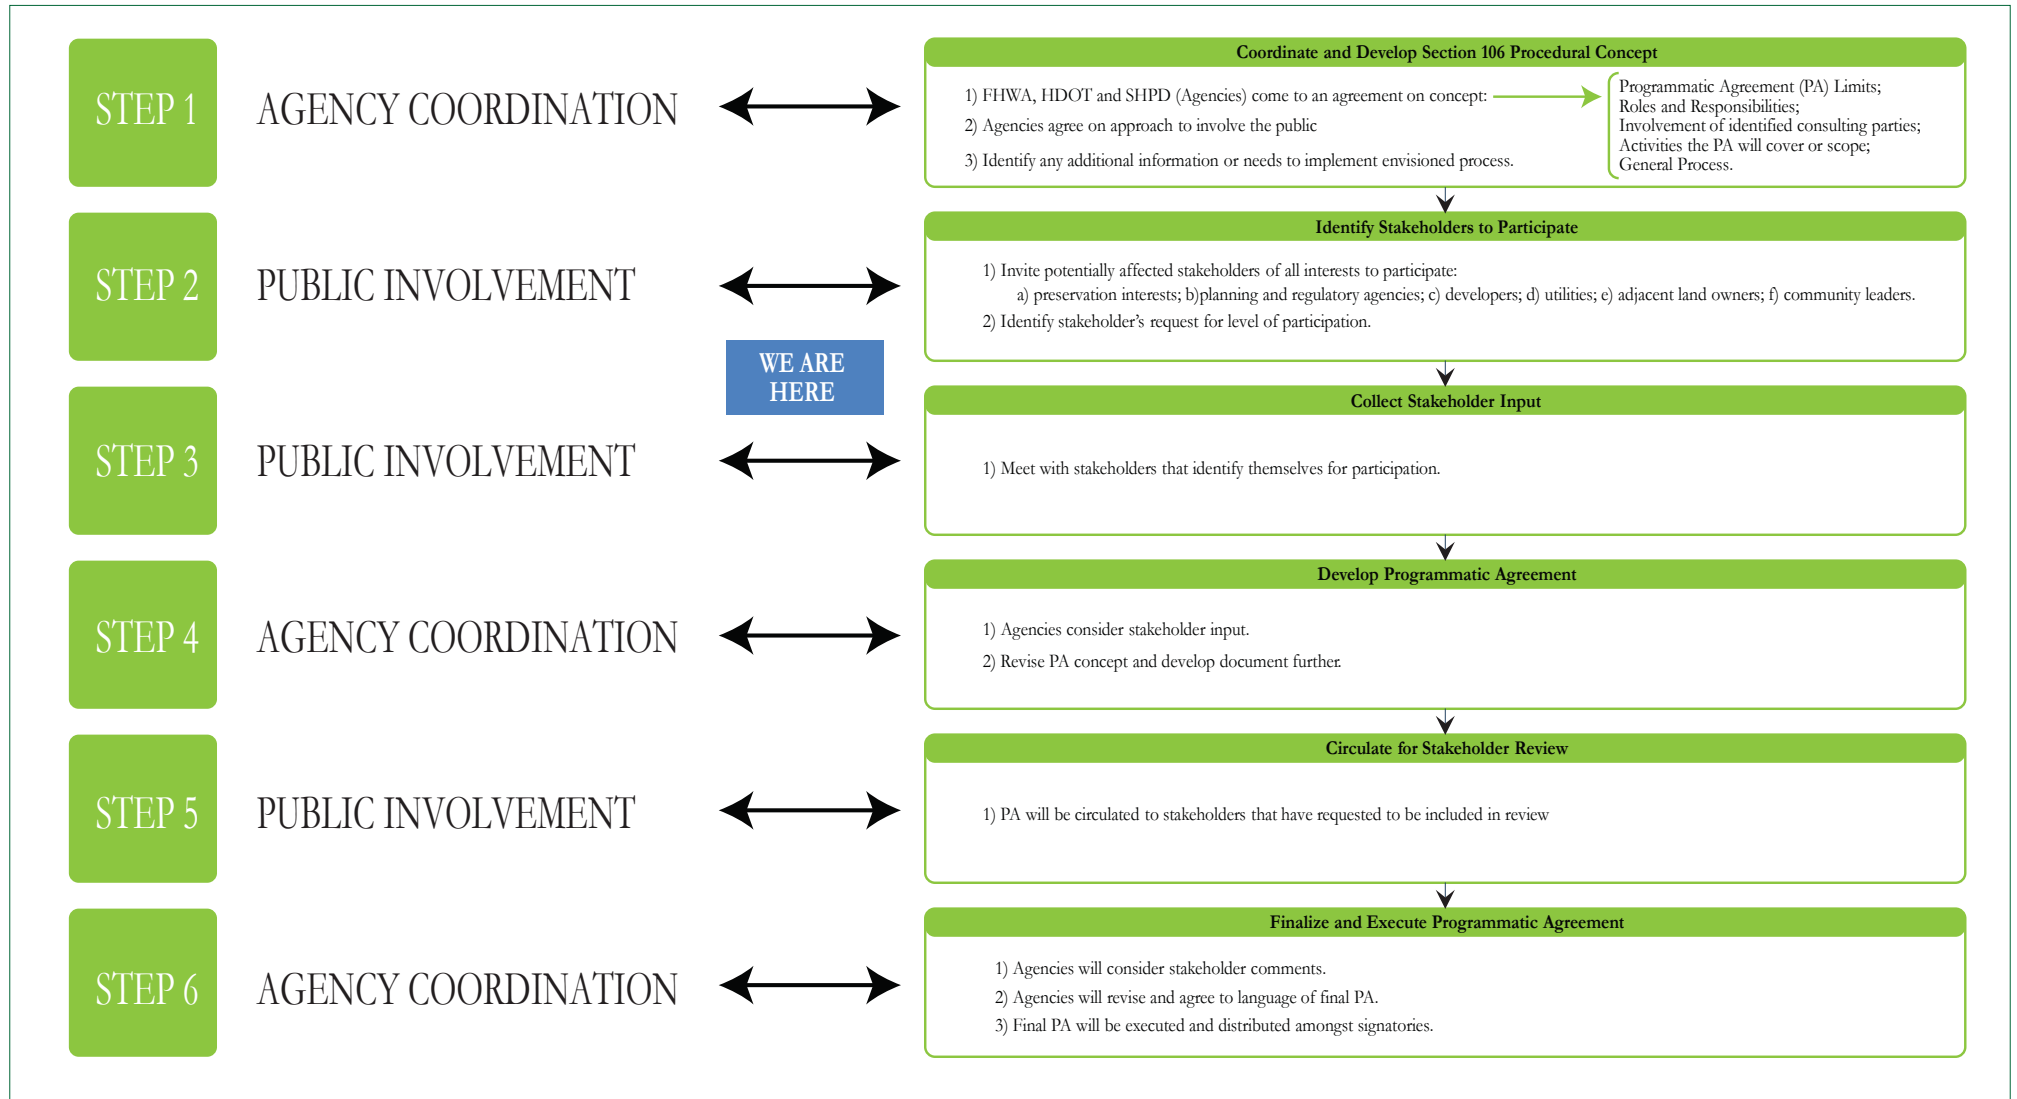 STEP 1
AGENCY COORDINATION
Coordinate and Develop Section 106 Procedural Concept
1) FHWA, HDOT and SHPD (Agencies) come to an agreement on concept:
2) Agencies agree on approach to involve the public
3) Identify any additional information or needs to implement envisioned process.
Programmatic Agreement (PA) Limits;
Roles and Responsibilities;
Involvement of identified consulting parties;
Activities the PA will cover or scope;
General Process.
STEP 2
PUBLIC INVOLVEMENT
Identify Stakeholders to Participate
1) Invite potentially affected stakeholders of all interests to participate:
a) preservation interests; b)planning and regulatory agencies; c) developers; d) utilities; e) adjacent land owners; f) community leaders.
2) Identify stakeholder's request for level of participation.
WE ARE
HERE
STEP 3
PUBLIC INVOLVEMENT
Collect Stakeholder Input
1) Meet with stakeholders that identify themselves for participation.
STEP 4
AGENCY COORDINATION
Develop Programmatic Agreement
1) Agencies consider stakeholder input.
2) Revise PA concept and develop document further.
STEP 5
PUBLIC INVOLVEMENT
Circulate for Stakeholder Review
1) PA will be circulated to stakeholders that have requested to be included in review
STEP 6
AGENCY COORDINATION
Finalize and Execute Programmatic Agreement
1) Agencies will consider stakeholder comments.
2) Agencies will revise and agree to language of final PA.
3) Final PA will be executed and distributed amongst signatories.